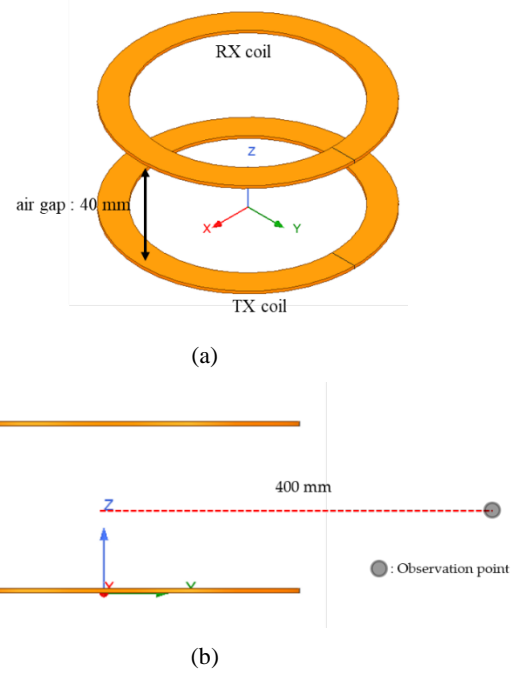 RX coil
Z
air gap : 40 mm
X
Y
TX coil
(a)
400 mm
Z
: Observation point
X
Y
(b)